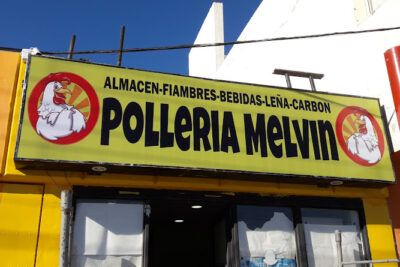 ALMACEN-FIAMBRES-BEBIDAS-LEÑA-CARBON
POLLERIA MELVIN